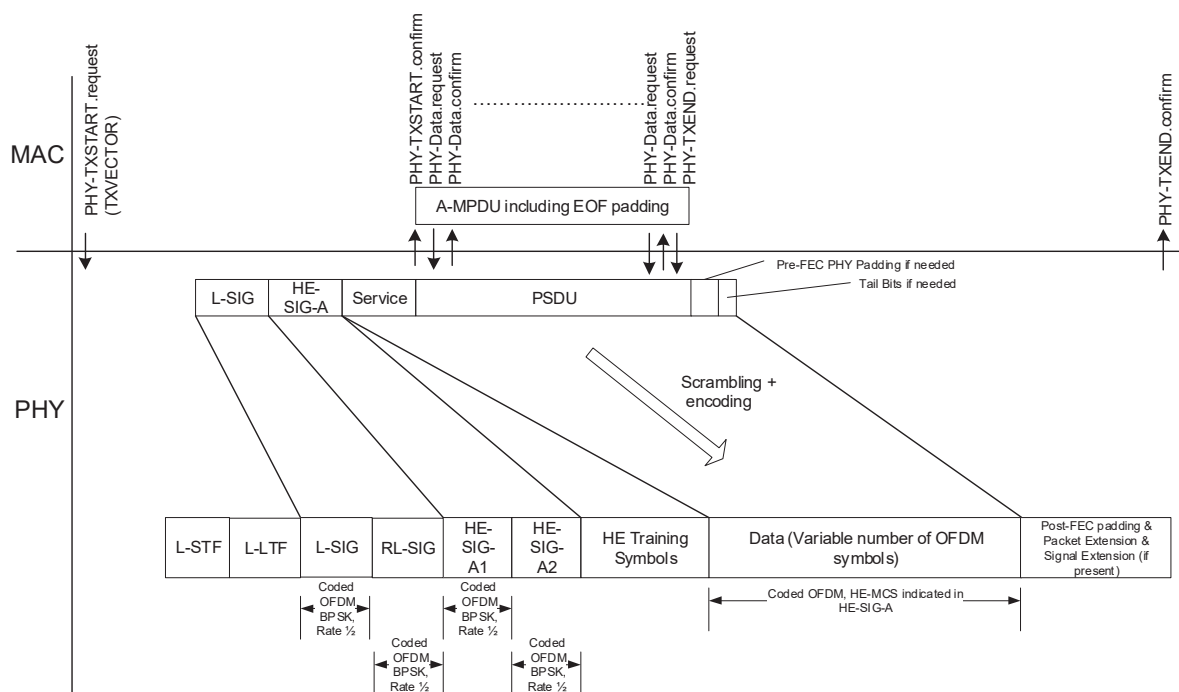 PHY-TXSTART.request
(TXVECTOR)
PHY-TXSTART.confirm
PHY-Data.request
PHY-Data.confirm
PHY-Data.request
PHY-Data.confirm
PHY-TXEND.request
PHY-TXEND.confirm
MAC
A-MPDU including EOF padding
Pre-FEC PHY Padding if needed
Tail Bits if needed
L-SIG
HE-
SIG-A
Service
PSDU
Scrambling +
encoding
PHY
L-STF
L-LTF
L-SIG
RL-SIG
HE-
SIG-
A1
HE-
SIG-
A2
HE Training
Symbols
Data (Variable number of OFDM
symbols)
Post-FEC padding &
Packet Extension &
Signal Extension (if
present)
Coded
OFDM,
BPSK,
Rate ½
Coded
OFDM,
BPSK,
Rate ½
Coded
OFDM,
BPSK,
Rate ½
Coded
OFDM,
BPSK,
Rate ½
Coded OFDM, HE-MCS indicated in
HE-SIG-A